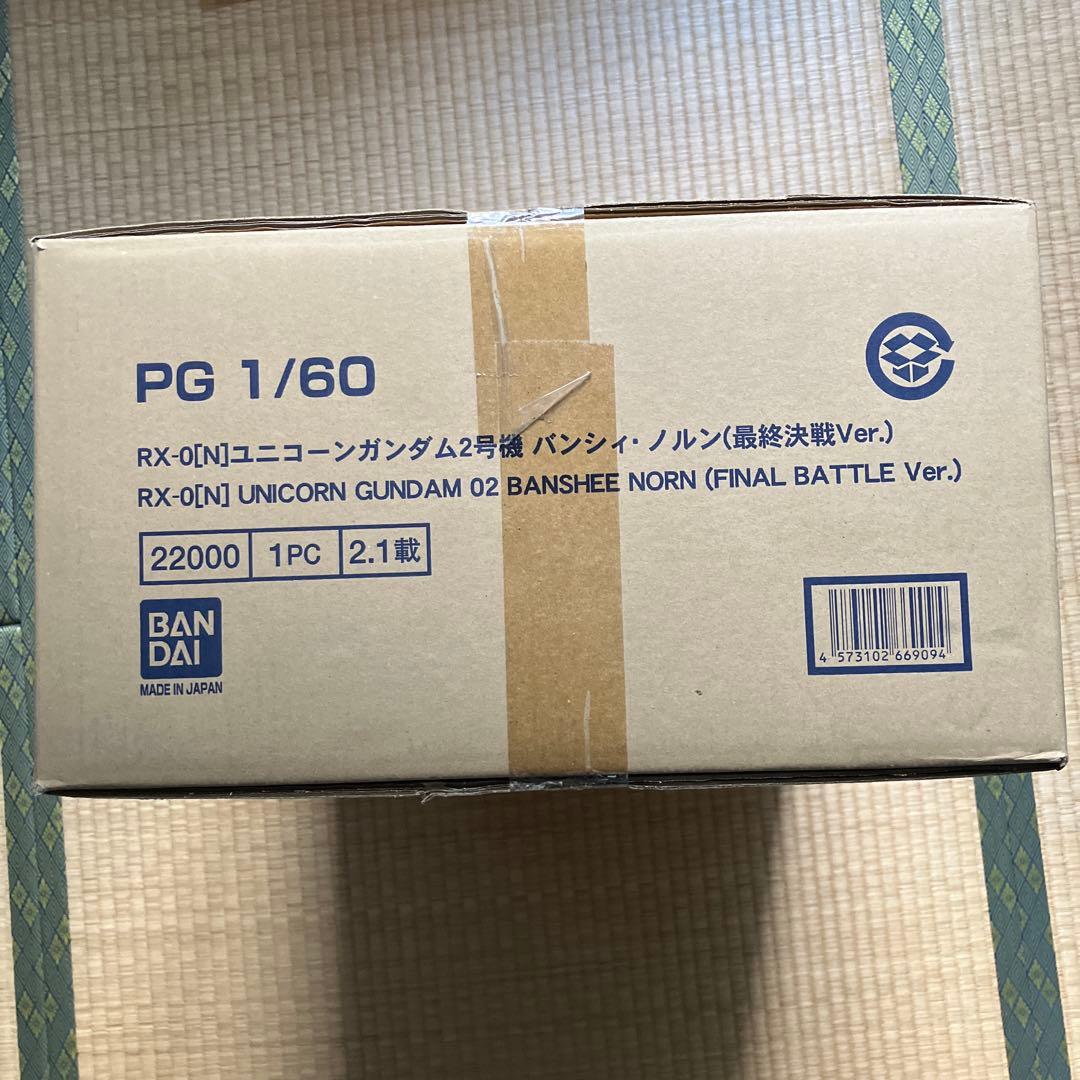 PG 1/60
RX-0[N]ユニコーンガンダム2号機 バンシィ・ノルン(最終決戦Ver.)
RX-0[N] UNICORN GUNDAM 02 BANSHEE NORN (FINAL BATTLE Ver.)
22000 1PC 2.1載
BAN
DAI
MADE IN JAPAN
4 573102 669094